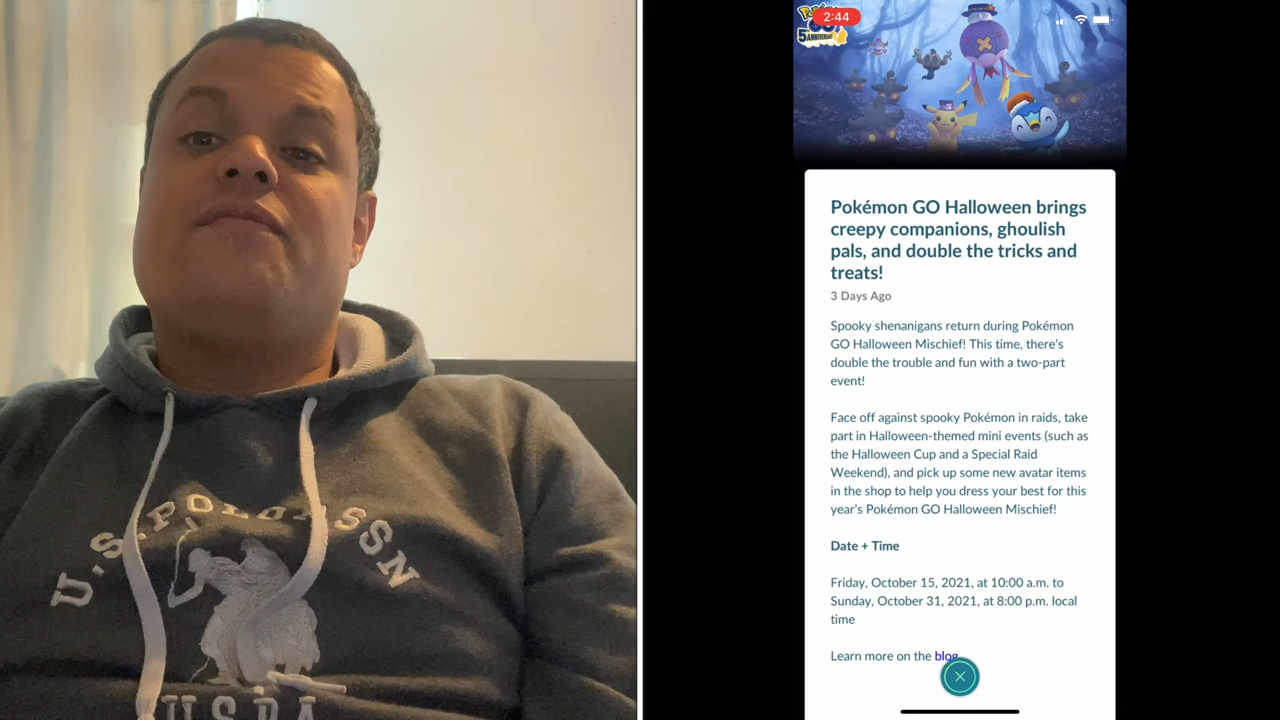 U.S. POLO ASSN
USPA
2:44
5 ANNIVERSARY
Pokémon GO Halloween brings
creepy companions, ghoulish
pals, and double the tricks and
treats!
3 Days Ago
Spooky shenanigans return during Pokémon
GO Halloween Mischief! This time, there's
double the trouble and fun with a two-part
event!
Face off against spooky Pokémon in raids, take
part in Halloween-themed mini events (such as
the Halloween Cup and a Special Raid
Weekend), and pick up some new avatar items
in the shop to help you dress your best for this
year's Pokémon GO Halloween Mischief!
Date + Time
Friday, October 15, 2021, at 10:00 a.m. to
Sunday, October 31, 2021, at 8:00 p.m. local
time
Learn more on the blog